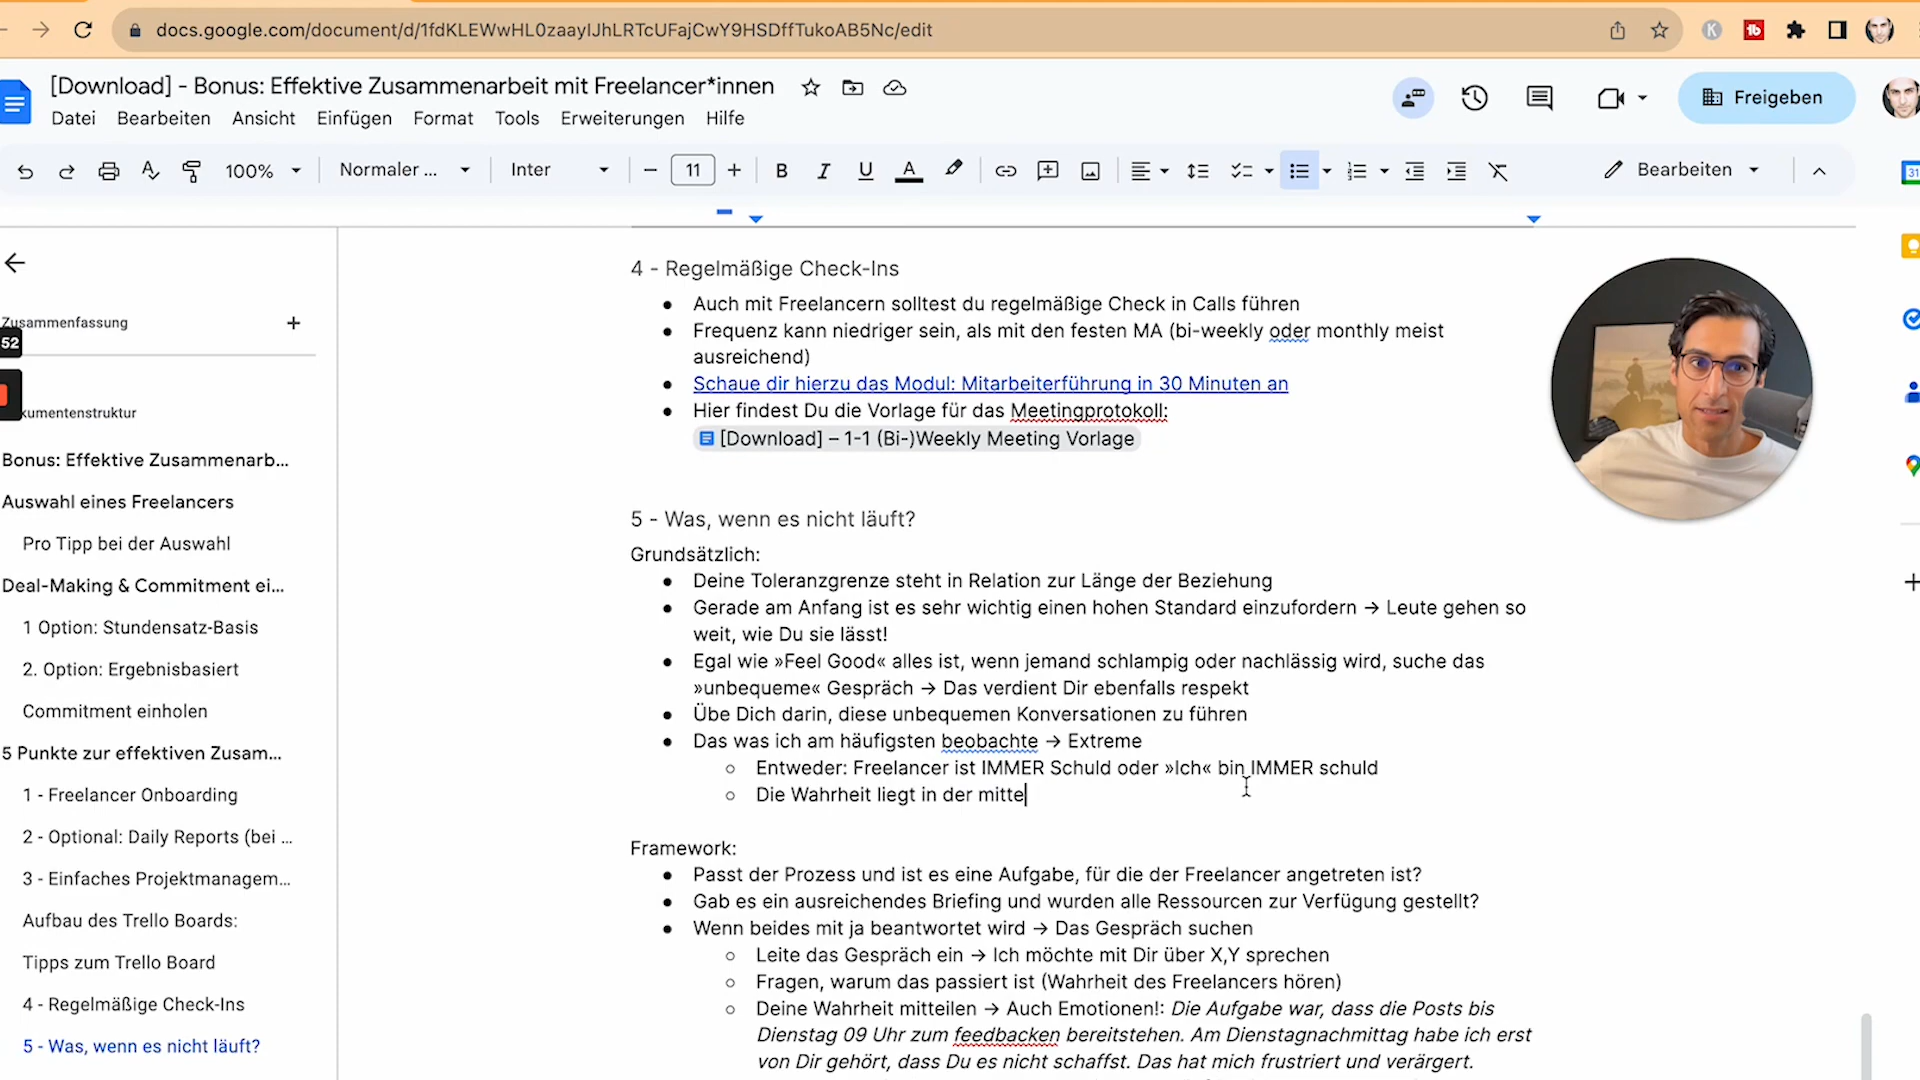 docs.google.com/document/d/1fdKLEWwHL0zaayIJhLRTcUFajCwY9HSDffTukoAB5Nc/edit
[Download] - Bonus: Effektive Zusammenarbeit mit Freelancer*innen
Datei Bearbeiten Ansicht Einfügen Format Tools Erweiterungen Hilfe
Freigeben
100% Normaler ... Inter 11 B I U A Bearbeiten
31
Zusammenfassung
52
kumentenstruktur
Bonus: Effektive Zusammenarb...
Auswahl eines Freelancers
Pro Tipp bei der Auswahl
Deal-Making & Commitment ei...
1 Option: Stundensatz-Basis
2. Option: Ergebnisbasiert
Commitment einholen
5 Punkte zur effektiven Zusam...
1 - Freelancer Onboarding
2 - Optional: Daily Reports (bei ...
3 - Einfaches Projektmanagem...
Aufbau des Trello Boards:
Tipps zum Trello Board
4 - Regelmäßige Check-Ins
5 - Was, wenn es nicht läuft?
4 - Regelmäßige Check-Ins
● Auch mit Freelancern solltest du regelmäßige Check in Calls führen
● Frequenz kann niedriger sein, als mit den festen MA (bi-weekly oder monthly meist
ausreichend)
● Schaue dir hierzu das Modul: Mitarbeiterführung in 30 Minuten an
● Hier findest Du die Vorlage für das Meetingprotokoll:
[Download] – 1-1 (Bi-)Weekly Meeting Vorlage
5 - Was, wenn es nicht läuft?
Grundsätzlich:
● Deine Toleranzgrenze steht in Relation zur Länge der Beziehung
● Gerade am Anfang ist es sehr wichtig einen hohen Standard einzufordern → Leute gehen so
weit, wie Du sie lässt!
● Egal wie »Feel Good« alles ist, wenn jemand schlampig oder nachlässig wird, suche das
»unbequeme« Gespräch → Das verdient Dir ebenfalls respekt
● Übe Dich darin, diese unbequemen Konversationen zu führen
● Das was ich am häufigsten beobachte → Extreme
○ Entweder: Freelancer ist IMMER Schuld oder »Ich« bin IMMER schuld
○ Die Wahrheit liegt in der mitte
Framework:
● Passt der Prozess und ist es eine Aufgabe, für die der Freelancer angetreten ist?
● Gab es ein ausreichendes Briefing und wurden alle Ressourcen zur Verfügung gestellt?
● Wenn beides mit ja beantwortet wird → Das Gespräch suchen
○ Leite das Gespräch ein → Ich möchte mit Dir über X,Y sprechen
○ Fragen, warum das passiert ist (Wahrheit des Freelancers hören)
○ Deine Wahrheit mitteilen → Auch Emotionen!: Die Aufgabe war, dass die Posts bis
Dienstag 09 Uhr zum feedbacken bereitstehen. Am Dienstagnachmittag habe ich erst
von Dir gehört, dass Du es nicht schaffst. Das hat mich frustriert und verärgert.